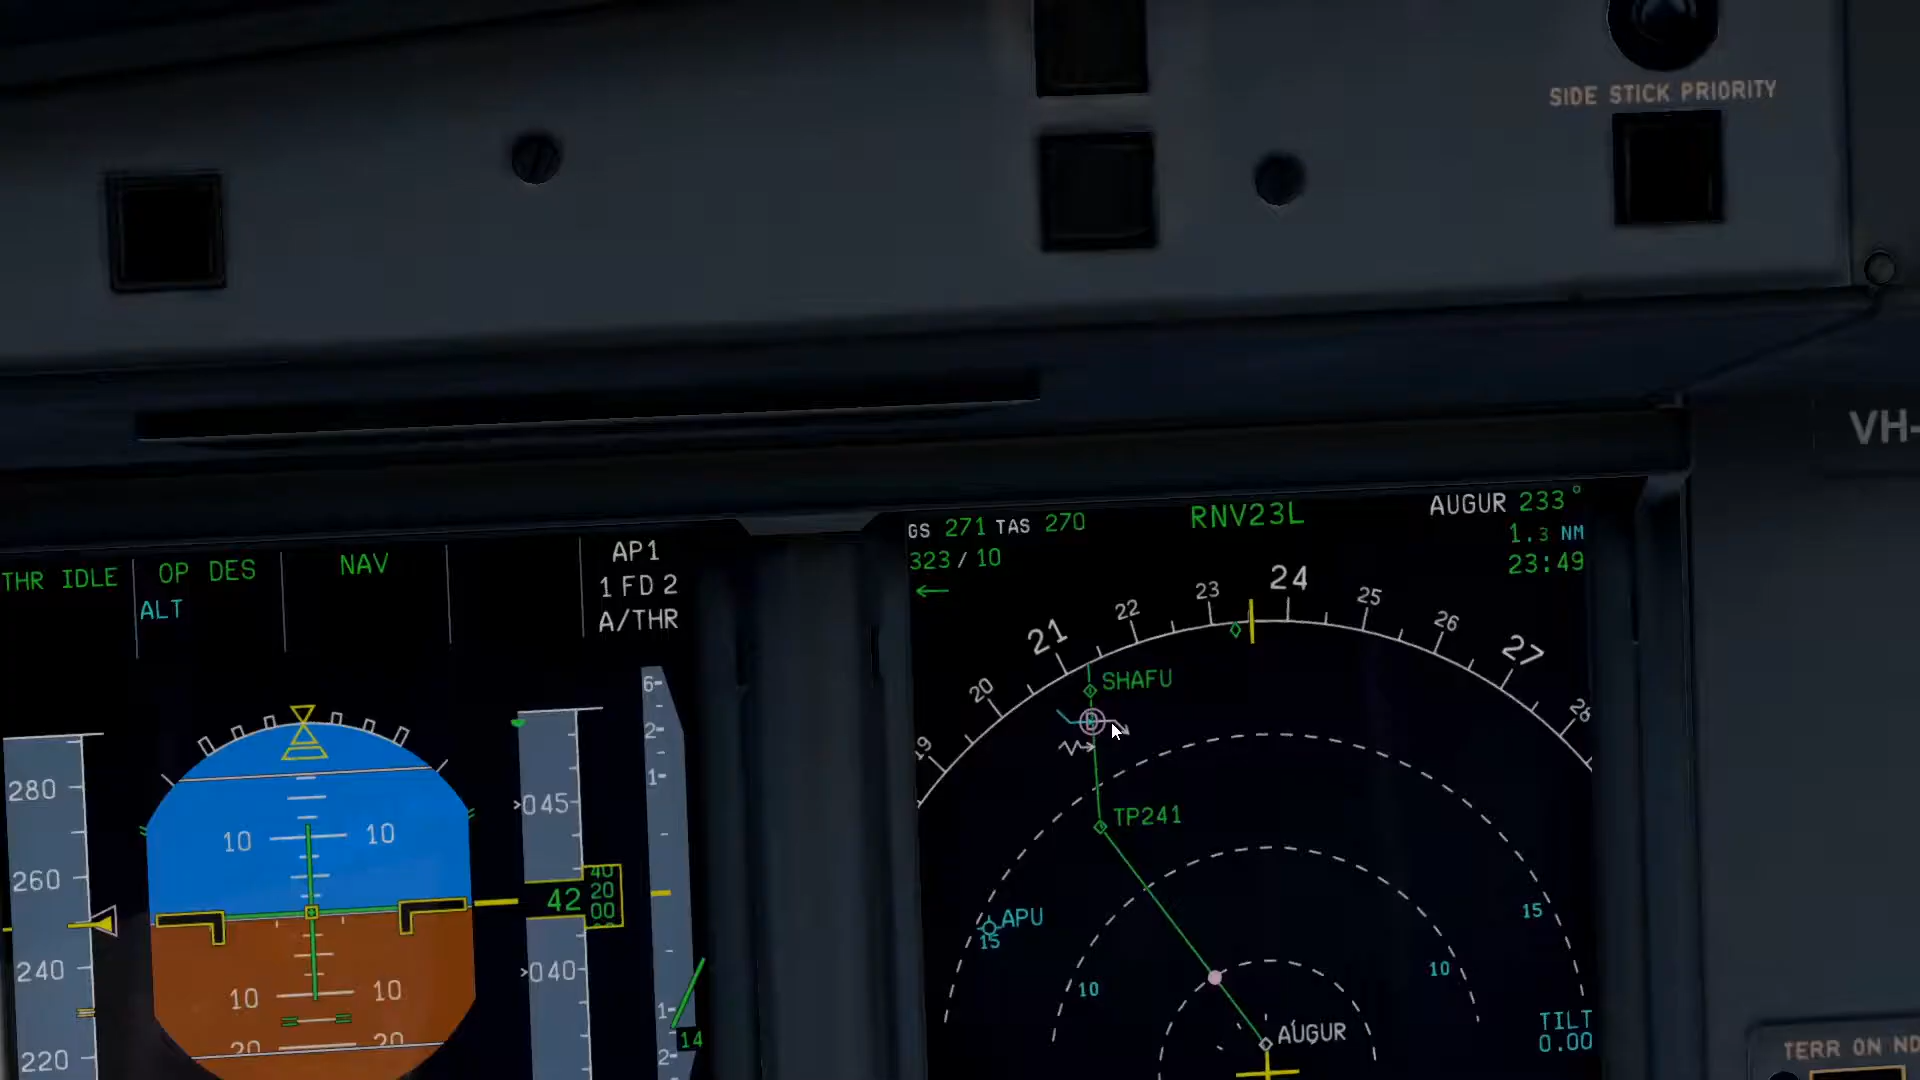 SIDE STICK PRIORITY
VH-
GS 271 TAS 270
RNV23L
AUGUR 233°
323 / 10
1.3 NM
23:49
THR IDLE
OP DES
NAV
AP1
ALT
1 FD 2
A/THR
19
20
21
22
23
24
25
26
27
SHAFU
TP241
APU
15
10
15
10
AUGUR
TILT
0.00
280
260
240
220
10
10
10
10
20
20
045
42
40
20
00
040
6
2
1
1
2
14
TERR ON ND